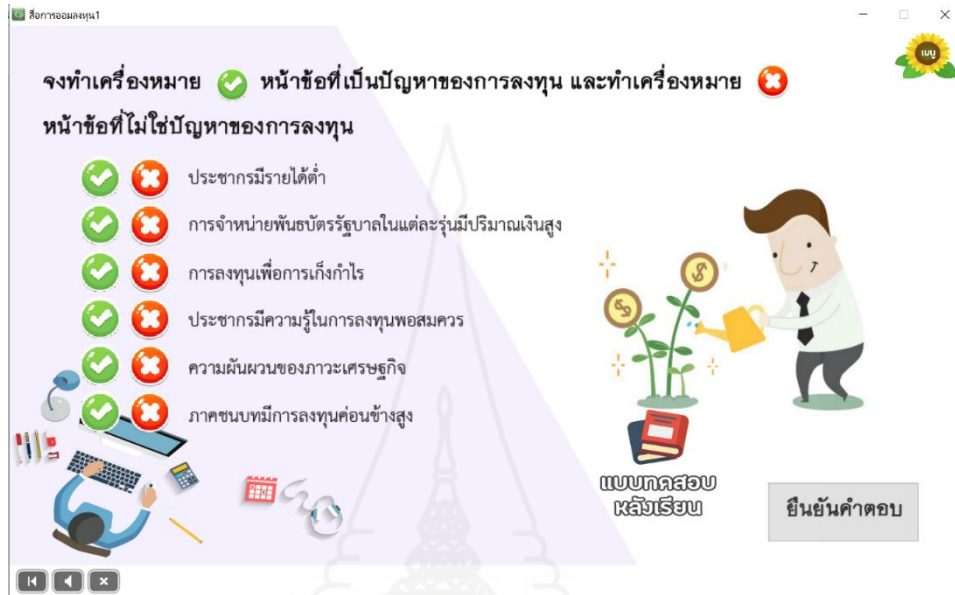 สื่อการออมลงทุน1
เมนู
จงทำเครื่องหมาย หน้าข้อที่เป็นปัญหาของการลงทุน และทำเครื่องหมาย
หน้าข้อที่ไม่ใช่ปัญหาของการลงทุน
ประชากรมีรายได้ต่ำ
การจำหน่ายพันธบัตรรัฐบาลในแต่ละรุ่นมีปริมาณเงินสูง
การลงทุนเพื่อการเก็งกำไร
ประชากรมีความรู้ในการลงทุนพอสมควร
ความผันผวนของภาวะเศรษฐกิจ
ภาคชนบทมีการลงทุนค่อนข้างสูง
แบบทดสอบ
หลังเรียน
ยืนยันคำตอบ